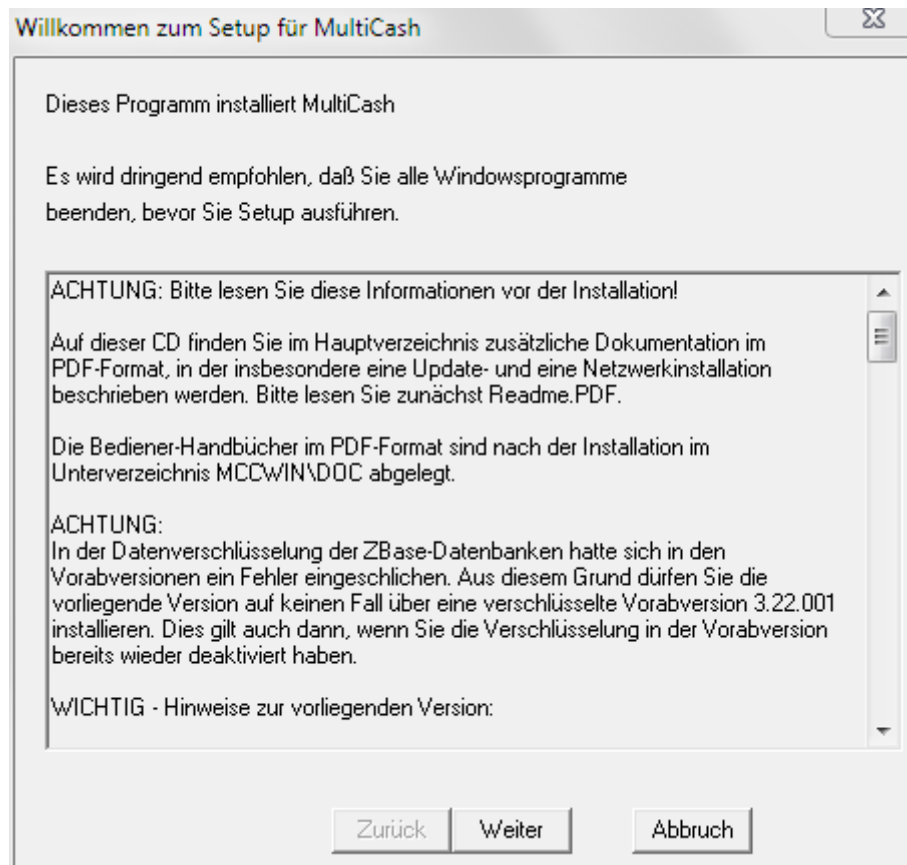 Willkommen zum Setup für MultiCash
Dieses Programm installiert MultiCash
Es wird dringend empfohlen, daß Sie alle Windowsprogramme
beenden, bevor Sie Setup ausführen.
ACHTUNG: Bitte lesen Sie diese Informationen vor der Installation!
Auf dieser CD finden Sie im Hauptverzeichnis zusätzliche Dokumentation im
PDF-Format, in der insbesondere eine Update- und eine Netzwerkinstallation
beschrieben werden. Bitte lesen Sie zunächst Readme.PDF.
Die Bediener-Handbücher im PDF-Format sind nach der Installation im
Unterverzeichnis MCCWIN\DOC abgelegt.
ACHTUNG:
In der Datenverschlüsselung der ZBase-Datenbanken hatte sich in den
Vorabversionen ein Fehler eingeschlichen. Aus diesem Grund dürfen Sie die
vorliegende Version auf keinen Fall über eine verschlüsselte Vorabversion 3.22.001
installieren. Dies gilt auch dann, wenn Sie die Verschlüsselung in der Vorabversion
bereits wieder deaktiviert haben.
WICHTIG - Hinweise zur vorliegenden Version:
Zurück Weiter Abbruch